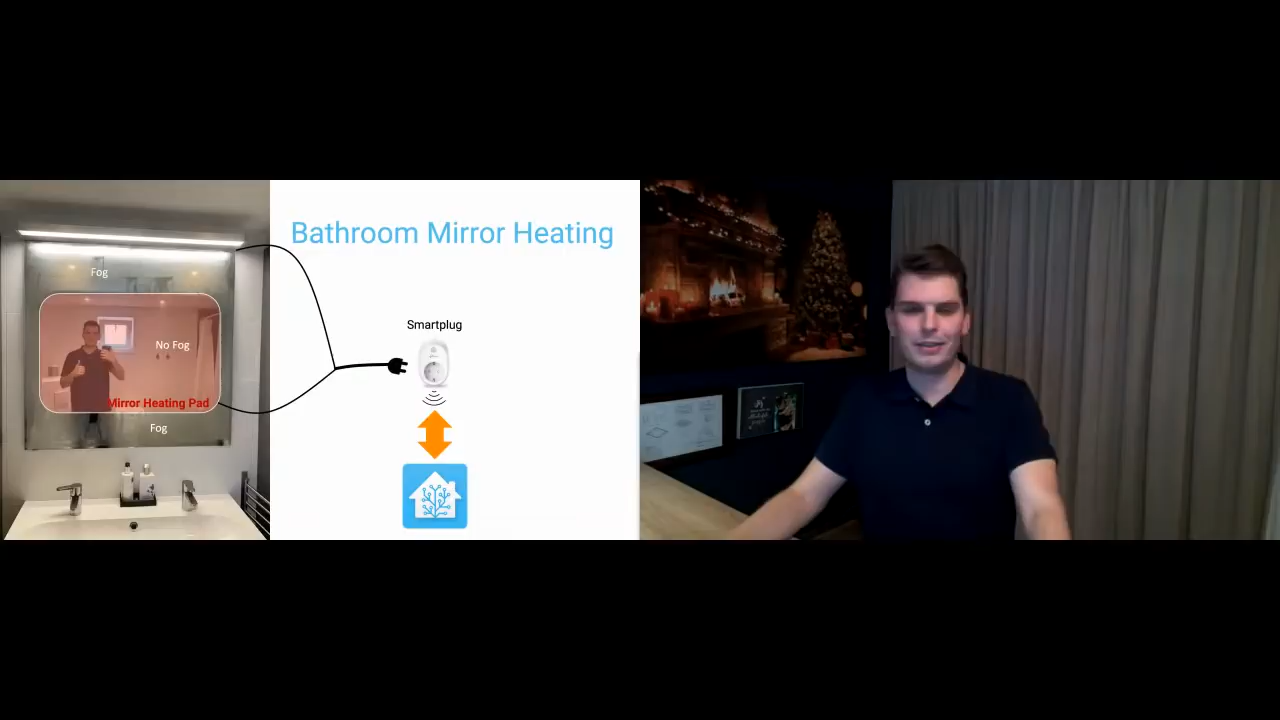 Bathroom Mirror Heating
Fog
No Fog
Mirror Heating Pad
Fog
Smartplug